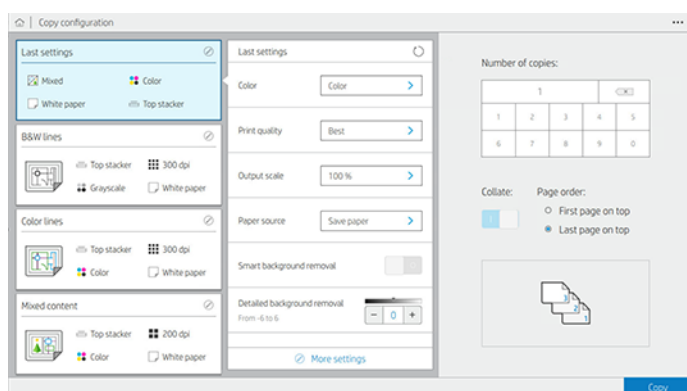 Copy configuration
Last settings
Mixed
Color
White paper
Top stacker
B&W lines
Top stacker
300 dpi
Grayscale
White paper
Color lines
Top stacker
300 dpi
Color
White paper
Mixed content
Top stacker
200 dpi
Color
White paper
Last settings
Color
Color
Print quality
Best
Output scale
100 %
Paper source
Save paper
Smart background removal
Detailed background removal
From -6 to 6
− 0 +
More settings
Number of copies:
1
1 2 3 4 5
6 7 8 9 0
Collate:
Page order:
First page on top
Last page on top
3
2
1
Copy